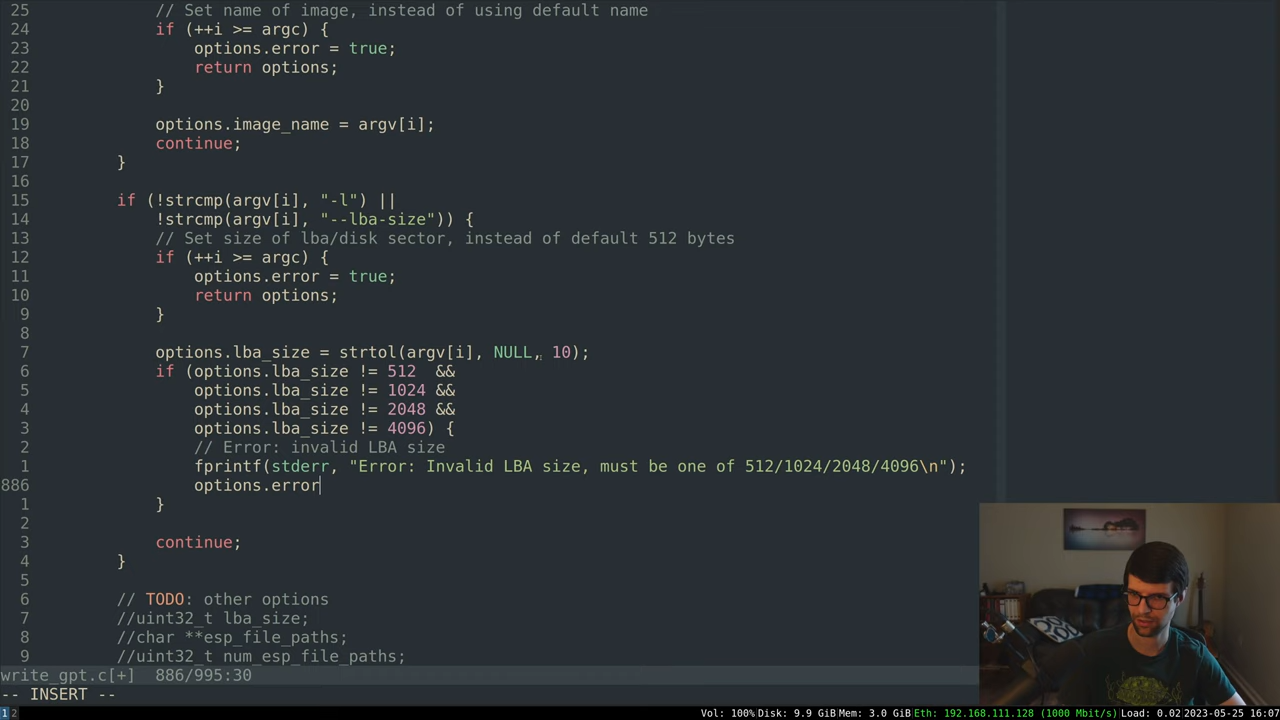 25             // Set name of image, instead of using default name
24             if (++i >= argc) {
23                 options.error = true;
22                 return options;
21             }
20
19             options.image_name = argv[i];
18             continue;
17         }
16
15         if (!strcmp(argv[i], "-l") ||
14             !strcmp(argv[i], "--lba-size")) {
13             // Set size of lba/disk sector, instead of default 512 bytes
12             if (++i >= argc) {
11                 options.error = true;
10                 return options;
9             }
8
7             options.lba_size = strtol(argv[i], NULL, 10);
6             if (options.lba_size != 512  &&
5                 options.lba_size != 1024 &&
4                 options.lba_size != 2048 &&
3                 options.lba_size != 4096) {
2                 // Error: invalid LBA size
1                 fprintf(stderr, "Error: Invalid LBA size, must be one of 512/1024/2048/4096\n");
886                 options.error
1             }
2
3             continue;
4         }
5
6         // TODO: other options
7         //uint32_t lba_size;
8         //char **esp_file_paths;
9         //uint32_t num_esp_file_paths;
write_gpt.c[+]  886/995:30
-- INSERT --
1 2 Vol: 100% Disk: 9.9 GiB Mem: 3.0 GiB Eth: 192.168.111.128 (1000 Mbit/s) Load: 0.02 2023-05-25 16:07